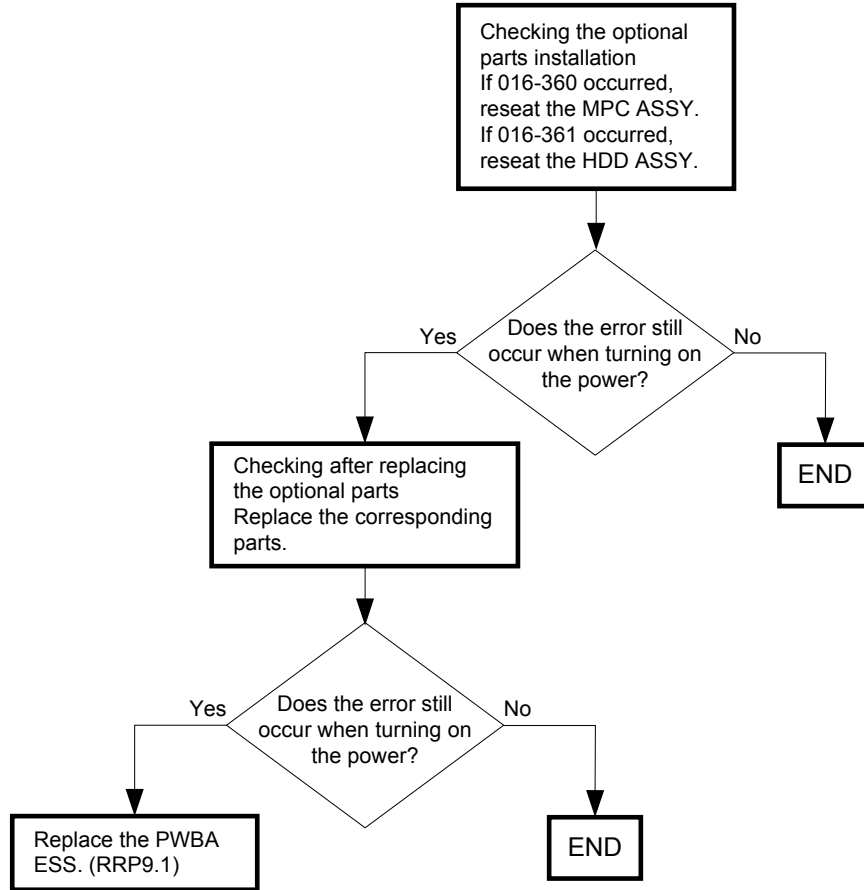 Checking the optional
parts installation
If 016-360 occurred,
reseat the MPC ASSY.
If 016-361 occurred,
reseat the HDD ASSY.
Does the error still
occur when turning on
the power?
Yes
No
Checking after replacing
the optional parts
Replace the corresponding
parts.
END
Does the error still
occur when turning on
the power?
Yes
No
Replace the PWBA
ESS. (RRP9.1)
END